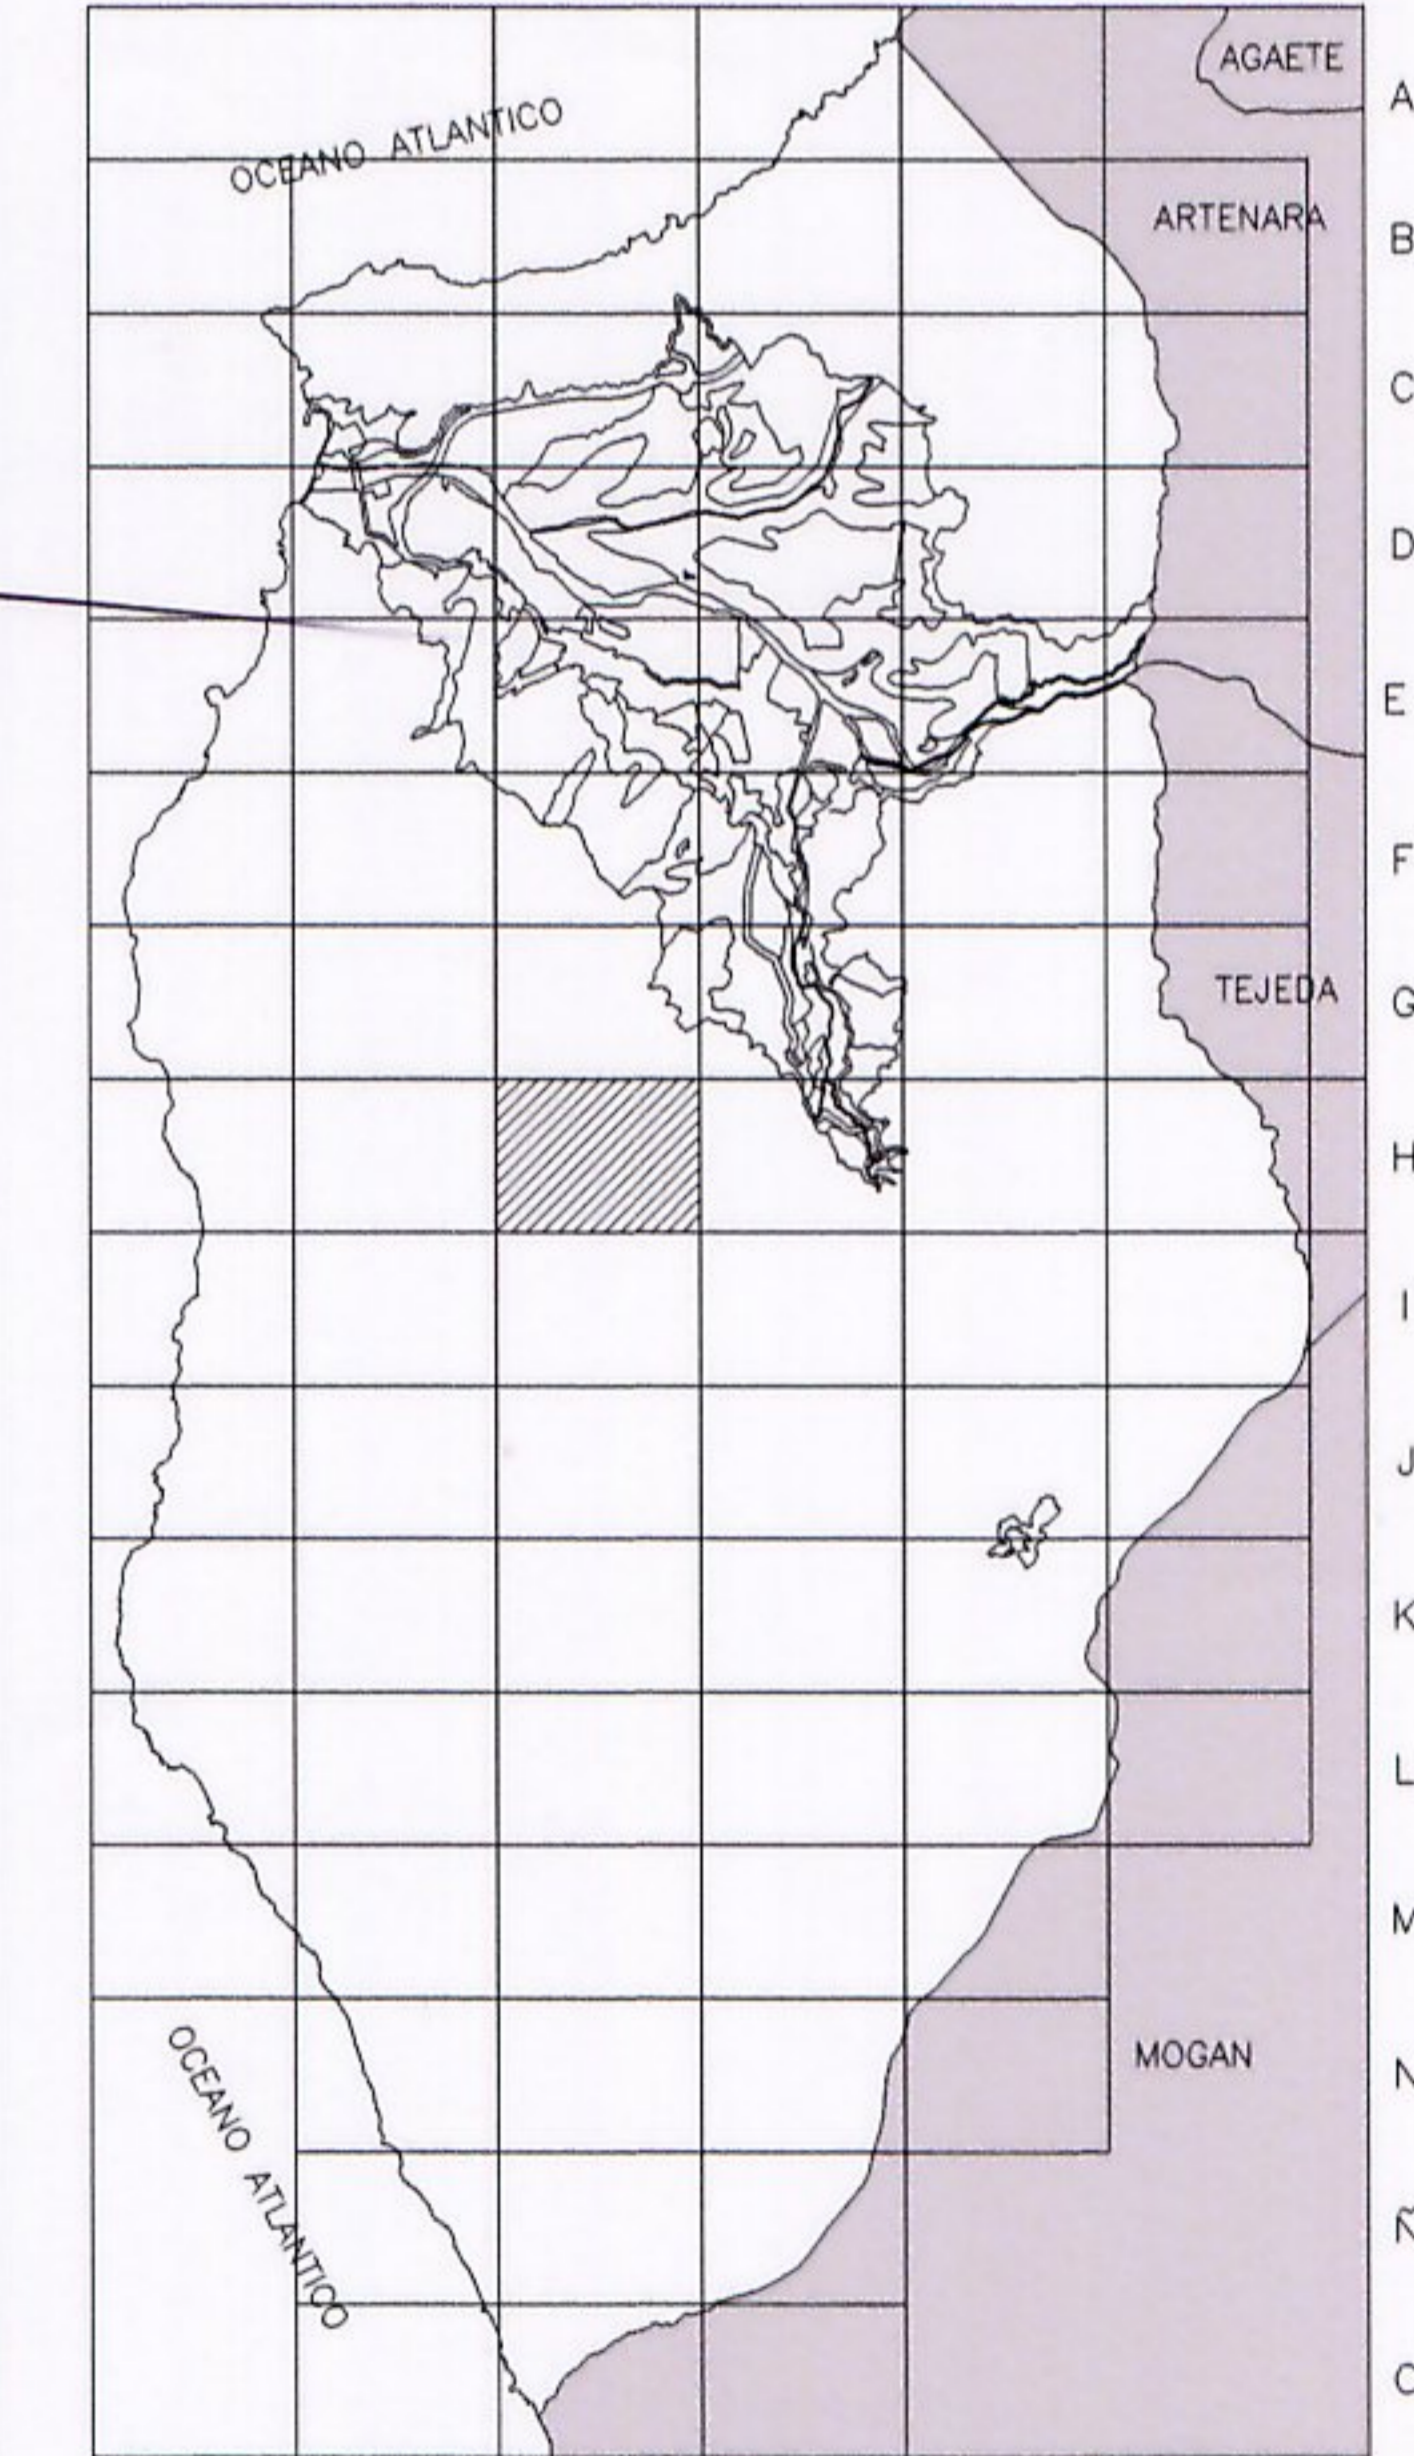 AGAETE
A
OCEANO ATLANTICO
ARTENARA
B
C
D
E
F
TEJEDA
G
H
I
J
K
L
M
MOGAN
N
OCEANO ATLANTICO
Ñ
O